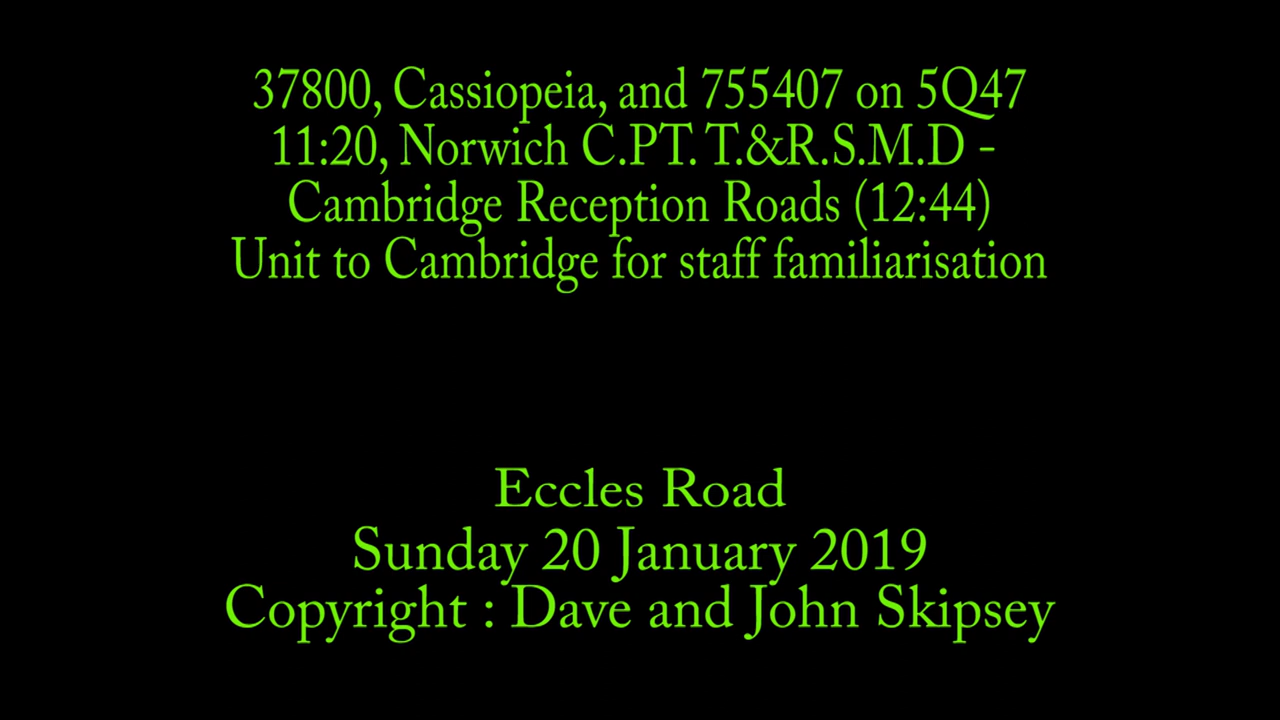 37800, Cassiopeia, and 755407 on 5Q47
11:20, Norwich C.PT. T.&R.S.M.D -
Cambridge Reception Roads (12:44)
Unit to Cambridge for staff familiarisation
Eccles Road
Sunday 20 January 2019
Copyright : Dave and John Skipsey